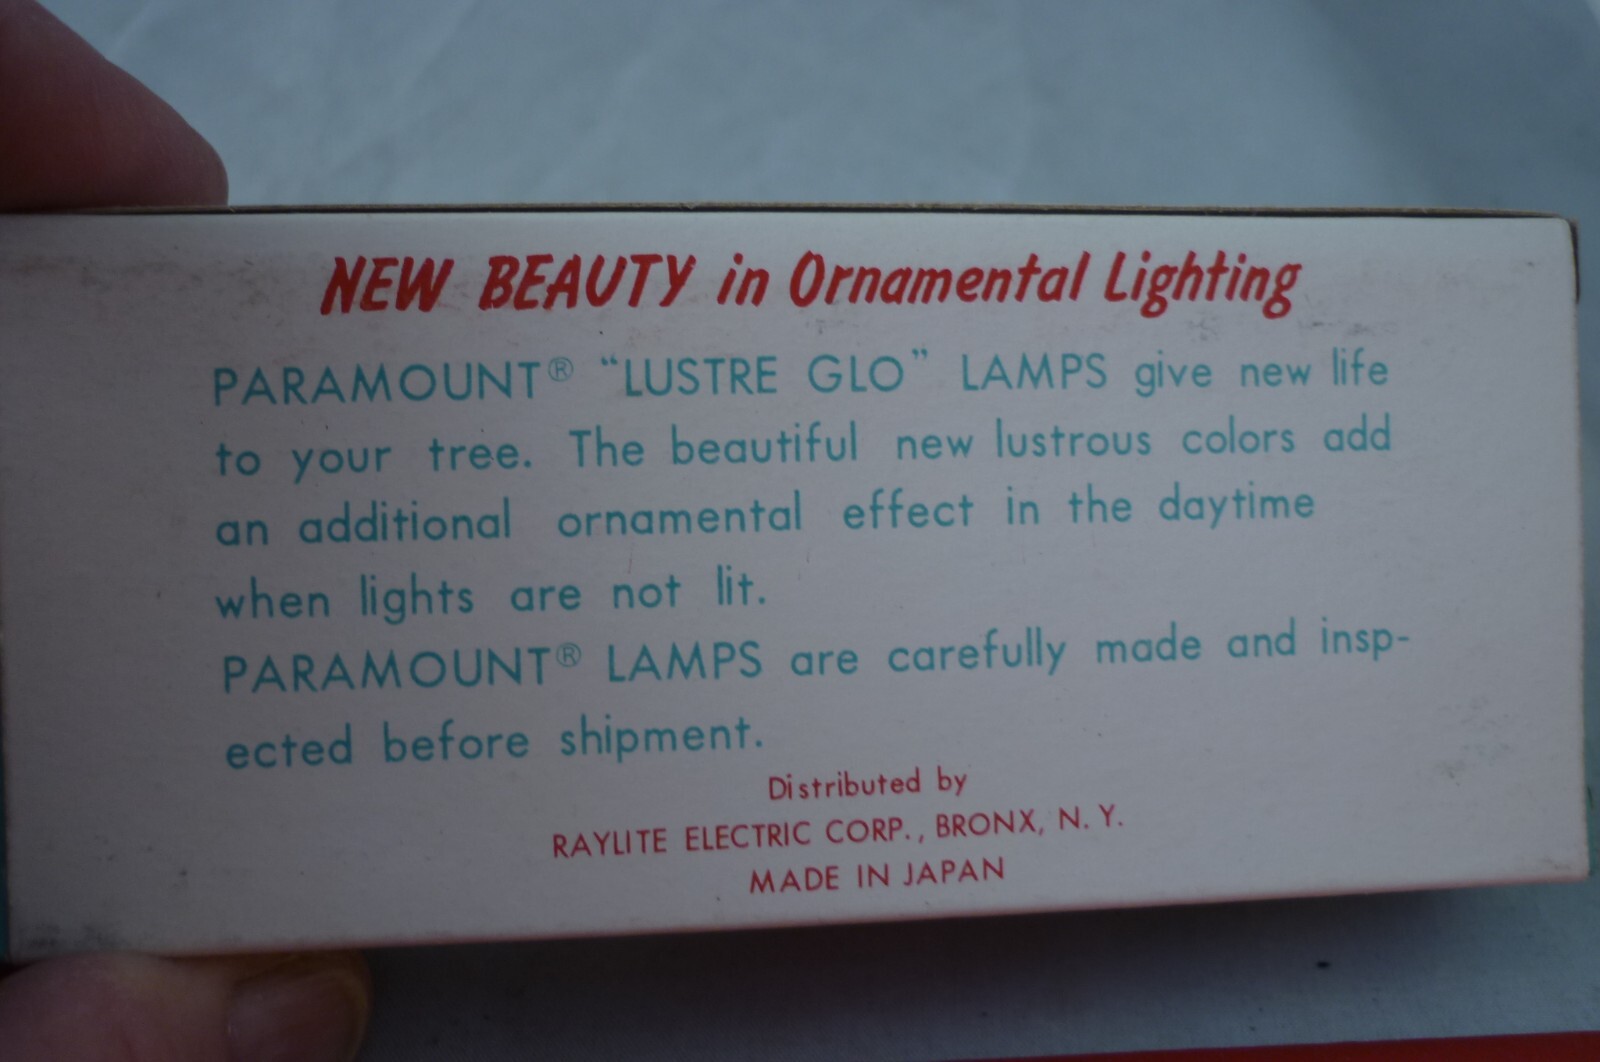 NEW BEAUTY in Ornamental Lighting
PARAMOUNT® “LUSTRE GLO” LAMPS give new life
to your tree. The beautiful new lustrous colors add
an additional ornamental effect in the daytime
when lights are not lit.
PARAMOUNT® LAMPS are carefully made and insp-
ected before shipment.
Distributed by
RAYLITE ELECTRIC CORP., BRONX, N. Y.
MADE IN JAPAN